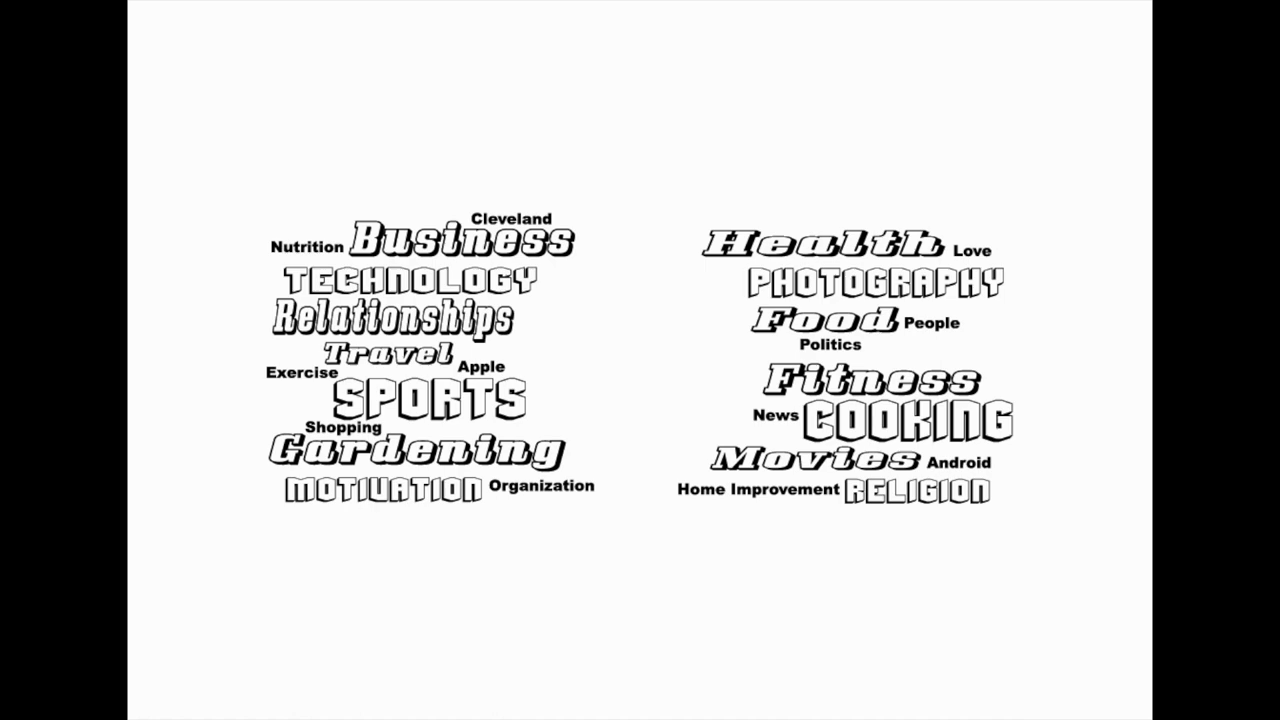 Cleveland
Nutrition Business
TECHNOLOGY
Relationships
Travel
Exercise Apple
SPORTS
Shopping
Gardening
MOTIVATION Organization
Health Love
PHOTOGRAPHY
Food People
Politics
Fitness
News COOKING
Movies Android
Home Improvement RELIGION